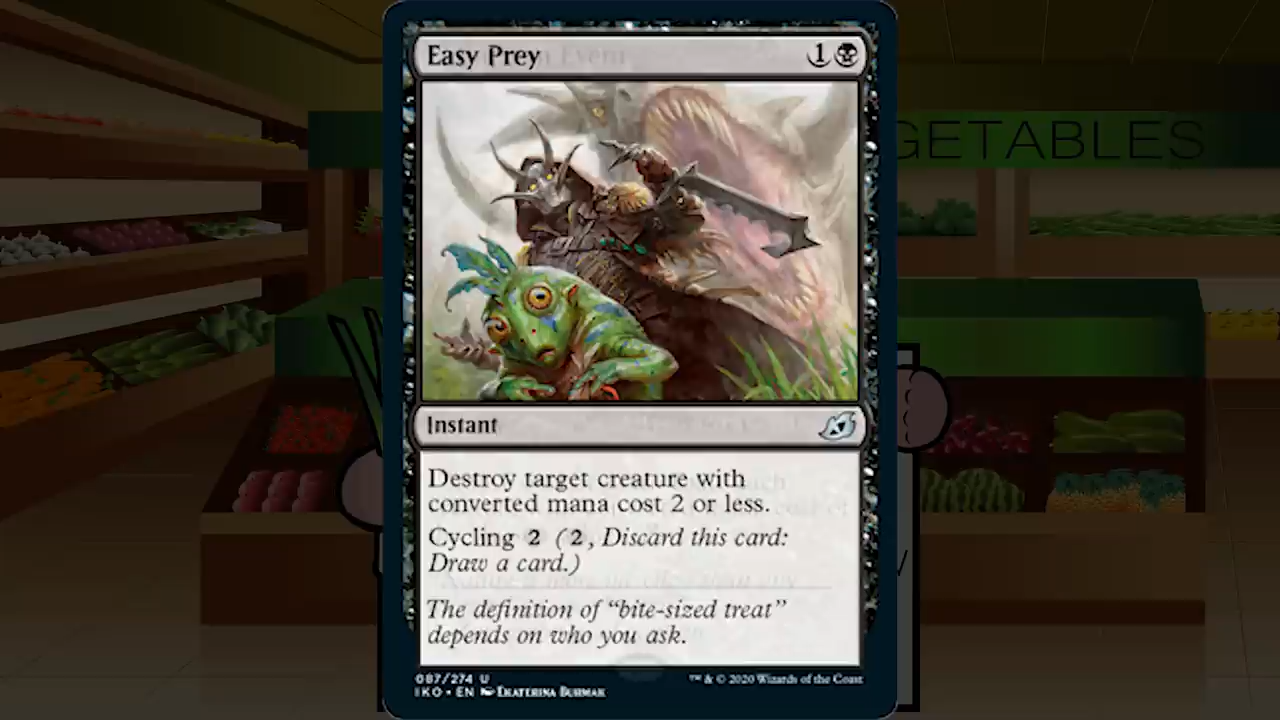 Easy Prey 1
GETABLES
Instant
Destroy target creature with
converted mana cost 2 or less.
Cycling 2 (2, Discard this card:
Draw a card.)
The definition of “bite-sized treat”
depends on who you ask.
087/274 U
IKO • EN Ekaterina Burmak
™ & © 2020 Wizards of the Coast